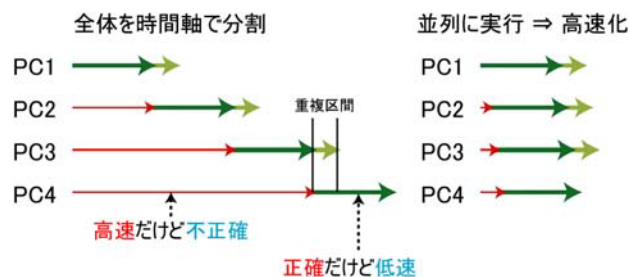 全体を時間軸で分割
PC1
PC2
重複区間
PC3
PC4
高速だけど不正確
正確だけど低速
並列に実行 ⇒ 高速化
PC1
PC2
PC3
PC4